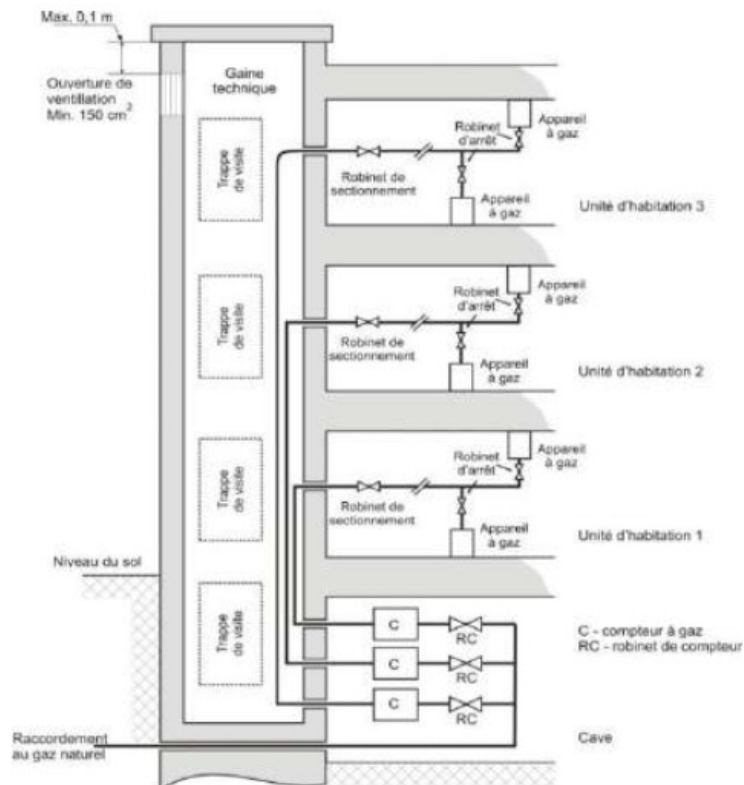 Max. 0,1 m
Ouverture de
ventillation
Min. 150 cm²
Gaine
technique
Trappe
de visite
Robinet
d'arrêt
Appareil
à gaz
Robinet de
sectionnement
Appareil
à gaz
Unité d'habitation 3
Trappe
de visite
Robinet
d'arrêt
Appareil
à gaz
Robinet de
sectionnement
Appareil
à gaz
Unité d'habitation 2
Trappe
de visite
Robinet
d'arrêt
Appareil
à gaz
Robinet de
sectionnement
Appareil
à gaz
Unité d'habitation 1
Niveau du sol
Trappe
de visite
C
RC
C
RC
C
RC
C - compteur à gaz
RC - robinet de compteur
Raccordement
au gaz naturel
Cave